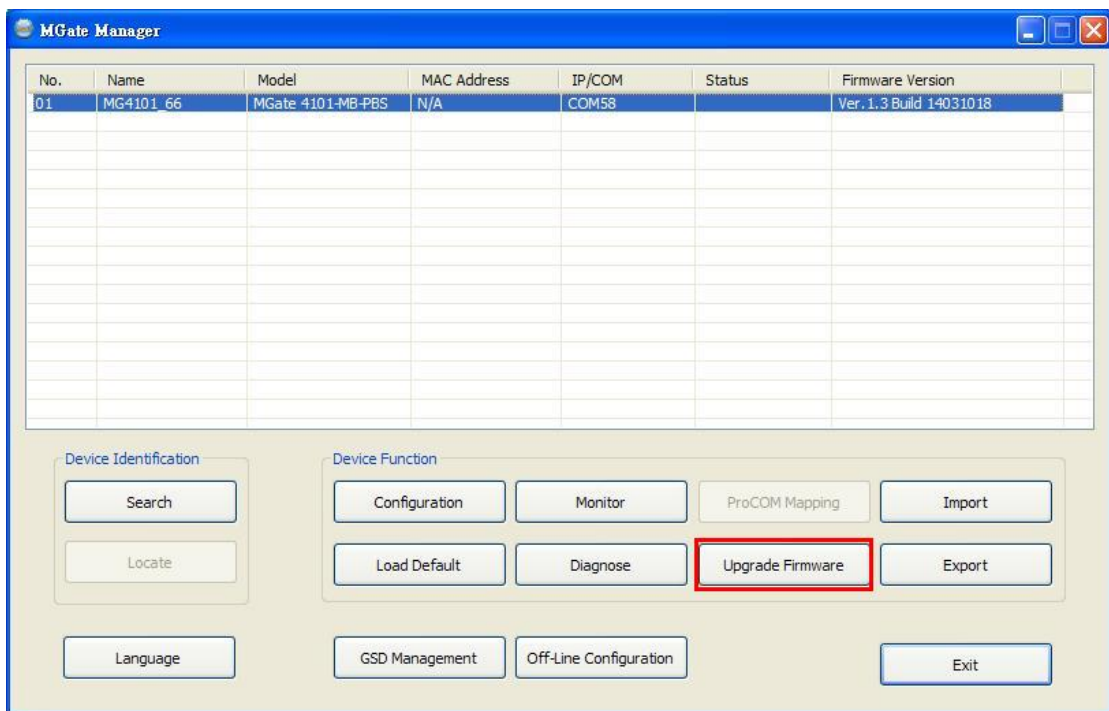 MGate Manager
No. Name Model MAC Address IP/COM Status Firmware Version
01 MG4101_66 MGate 4101-MB-PBS N/A COM58 Ver. 1.3 Build 14031018
Device Identification Device Function
Search Configuration Monitor ProCOM Mapping Import
Locate Load Default Diagnose Upgrade Firmware Export
Language GSD Management Off-Line Configuration Exit